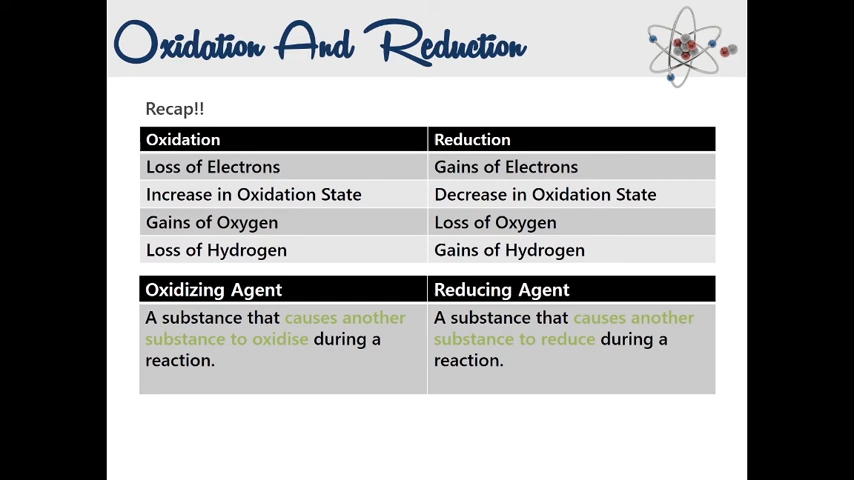 Oxidation And Reduction
Recap!!
Oxidation Reduction
Loss of Electrons Gains of Electrons
Increase in Oxidation State Decrease in Oxidation State
Gains of Oxygen Loss of Oxygen
Loss of Hydrogen Gains of Hydrogen
Oxidizing Agent Reducing Agent
A substance that causes another A substance that causes another
substance to oxidise during a substance to reduce during a
reaction. reaction.